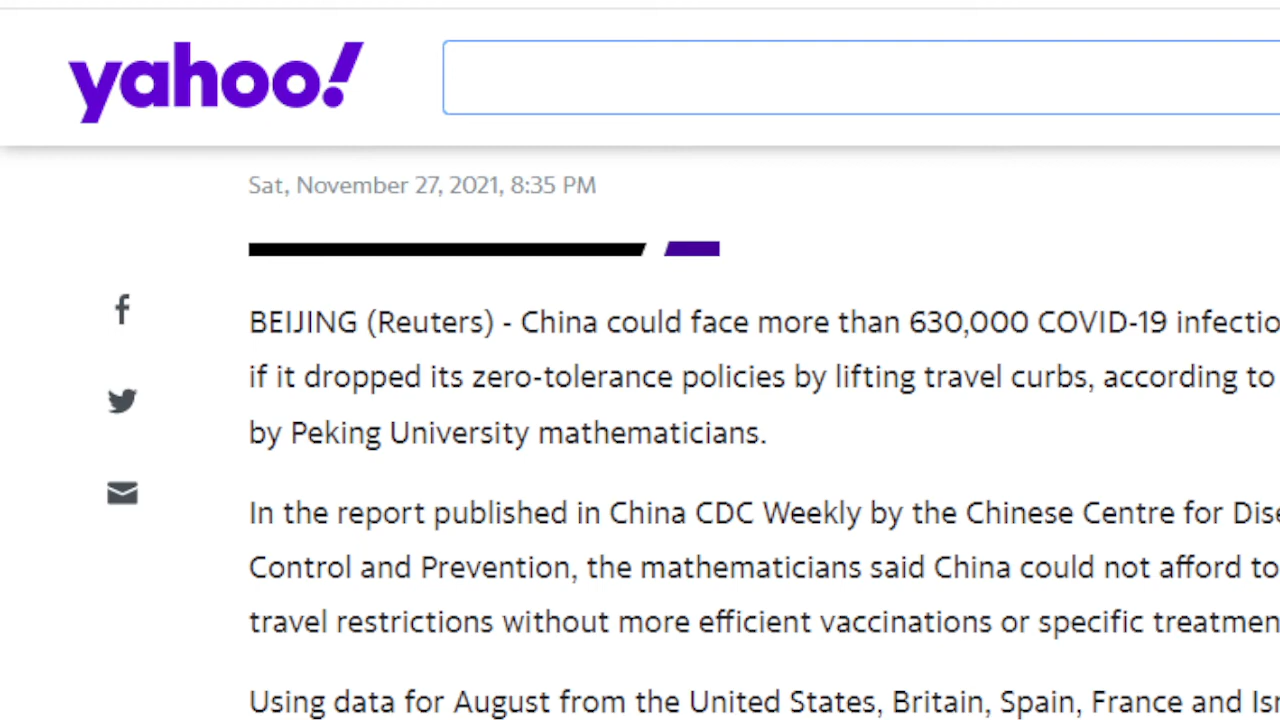 yahoo!
Sat, November 27, 2021, 8:35 PM
BEIJING (Reuters) - China could face more than 630,000 COVID-19
if it dropped its zero-tolerance policies by lifting travel curbs, according to
by Peking University mathematicians.
In the report published in China CDC Weekly by the Chinese Centre for
Control and Prevention, the mathematicians said China could not afford to
travel restrictions without more efficient vaccinations or specific
Using data for August from the United States, Britain, Spain, France and